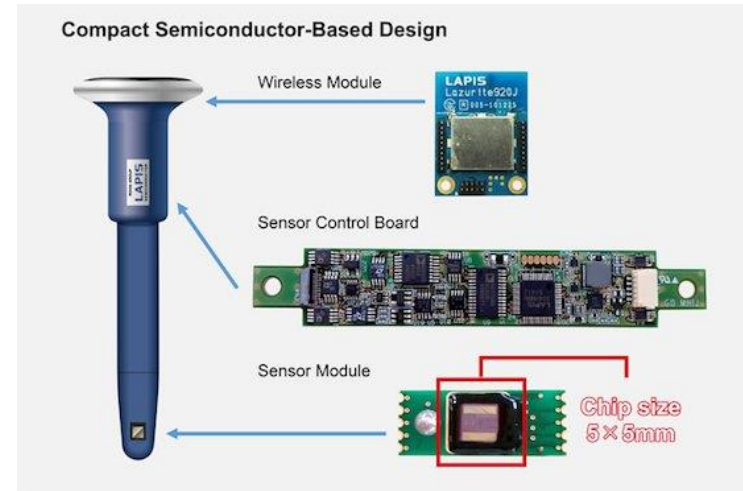 Compact Semiconductor-Based Design
Wireless Module
LAPIS
Lazurite920J
LAPIS
Sensor Control Board
Sensor Module
Chip size
5×5mm